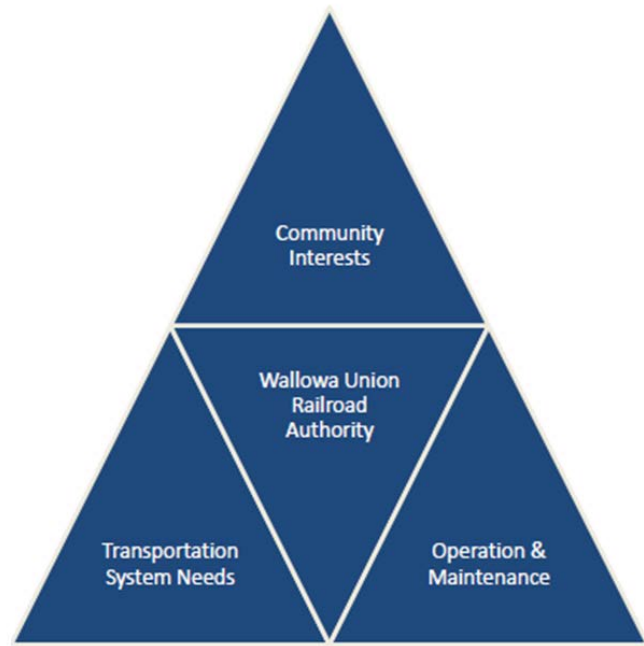 Community
Interests
Wallowa Union
Railroad
Authority
Transportation
System Needs
Operation &
Maintenance